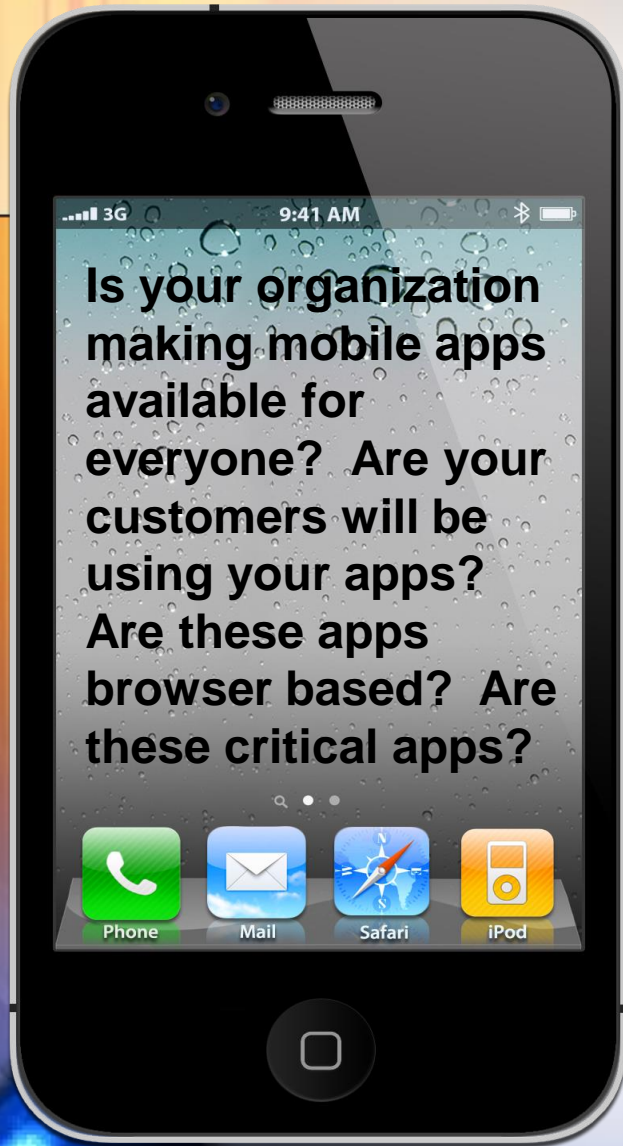 3G 9:41 AM
Is your organization
making mobile apps
available for
everyone? Are your
customers will be
using your apps?
Are these apps
browser based? Are
these critical apps?
Phone Mail Safari iPod